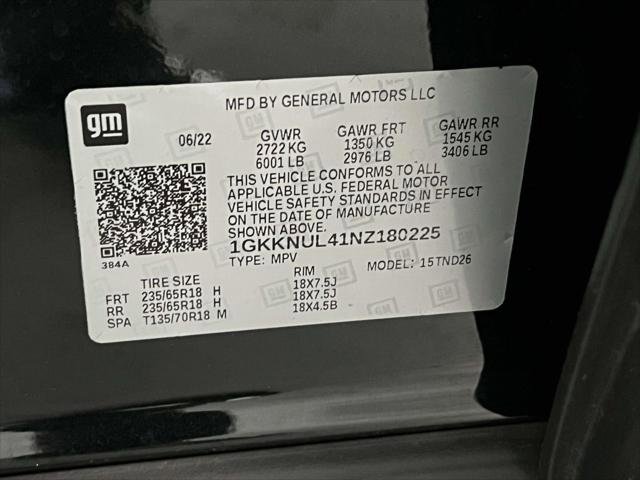 MFD BY GENERAL MOTORS LLC
gm
06/22 GVWR GAWR FRT GAWR RR
2722 KG 1350 KG 1545 KG
6001 LB 2976 LB 3406 LB
THIS VEHICLE CONFORMS TO ALL
APPLICABLE U.S. FEDERAL MOTOR
VEHICLE SAFETY STANDARDS IN EFFECT
ON THE DATE OF MANUFACTURE
SHOWN ABOVE.
1GKKNUL41NZ180225
384A
TYPE: MPV MODEL: 15TND26
TIRE SIZE RIM
FRT 235/65R18 H 18X7.5J
RR 235/65R18 H 18X7.5J
SPA T135/70R18 M 18X4.5B